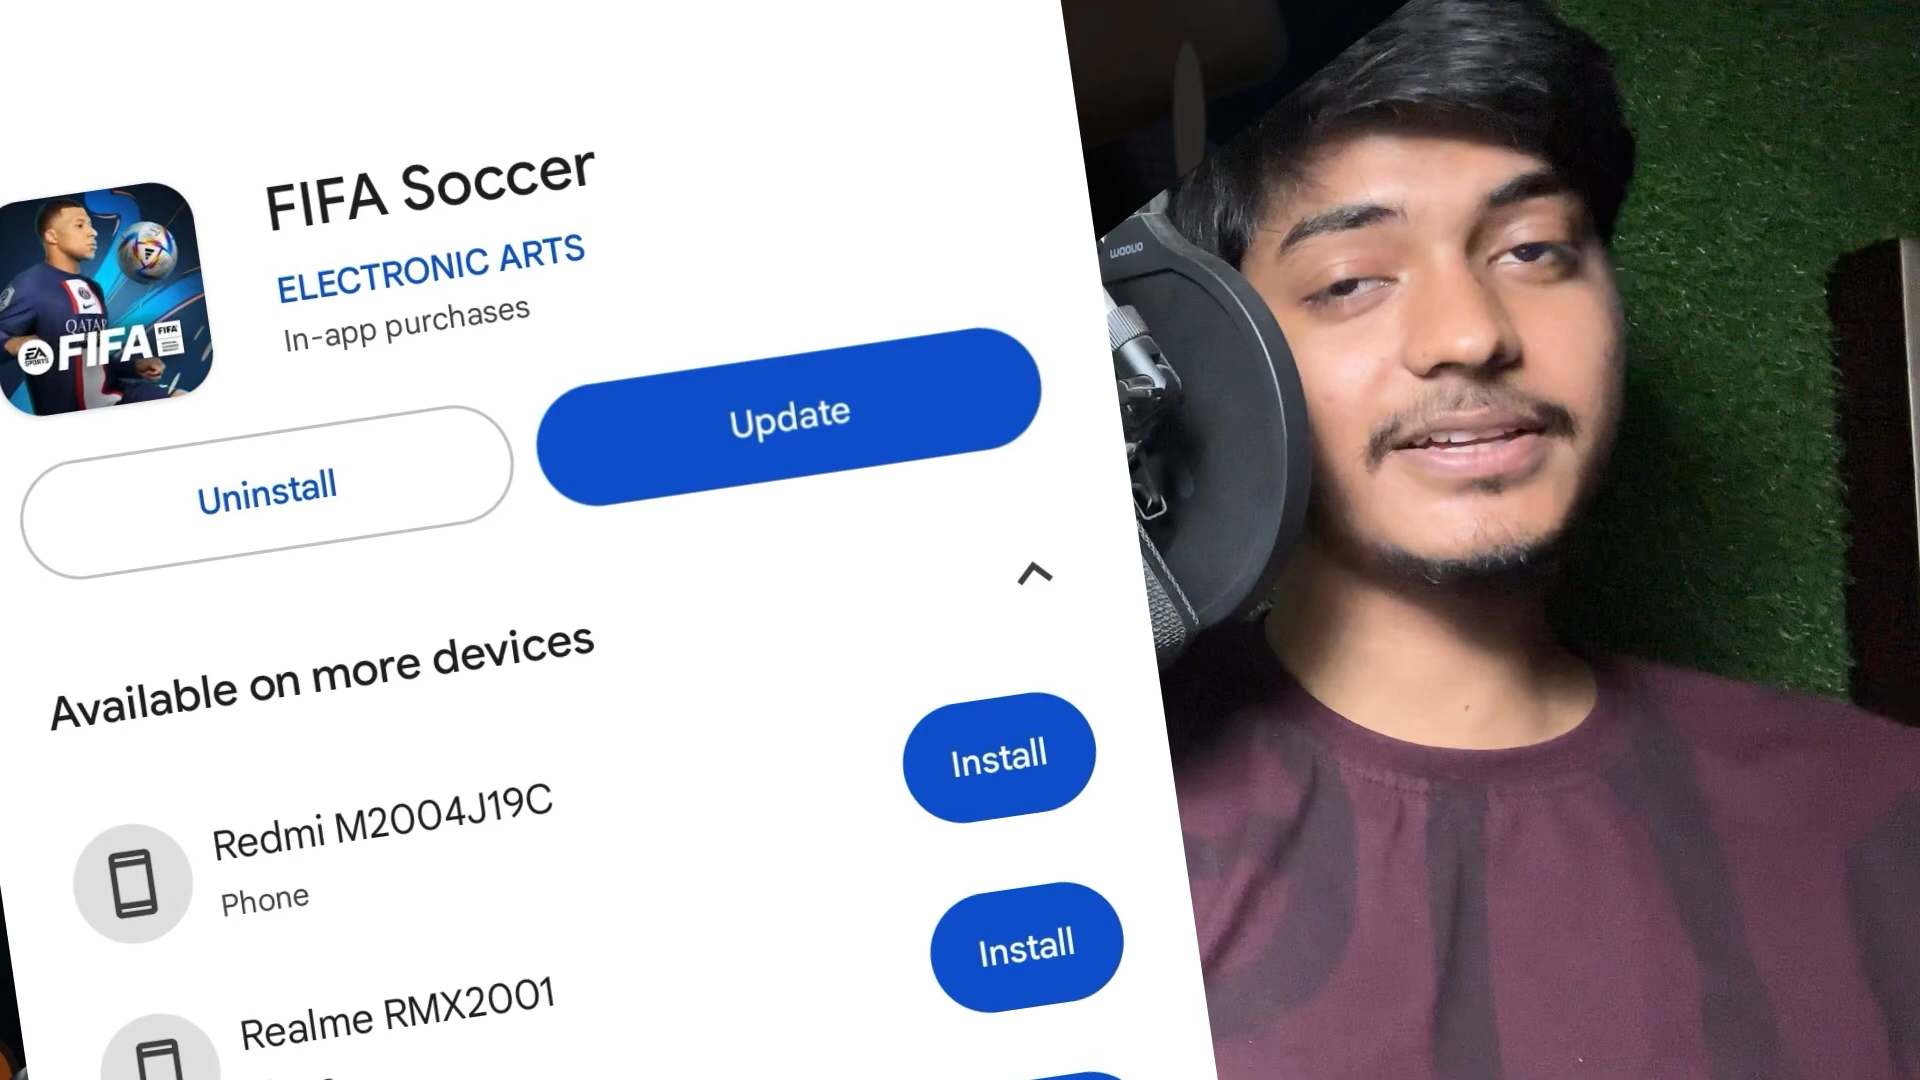 FIFA Soccer
ELECTRONIC ARTS
In-app purchases
QATAR
EA
SPORTS
FIFA
FIFA
Uninstall
Update
Available on more devices
Redmi M2004J19C
Phone
Install
Realme RMX2001
Install
maono